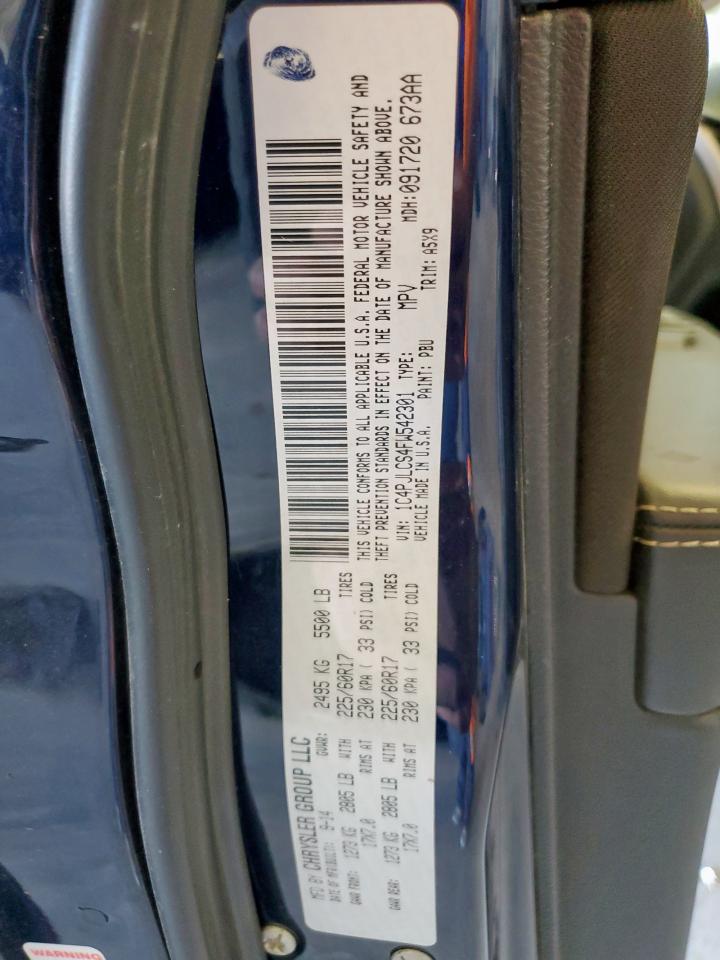 MFD BY CHRYSLER GROUP LLC
DATE OF MFR(BUILT): 9-14 GVWR: 2495 KG 5500 LB
GAWR FRONT: 1273 KG 2805 LB WITH 225/60R17 TIRES
17X7.0 RIMS AT 230 KPA ( 33 PSI) COLD
GAWR REAR: 1273 KG 2805 LB WITH 225/60R17 TIRES
17X7.0 RIMS AT 230 KPA ( 33 PSI) COLD
THIS VEHICLE CONFORMS TO ALL APPLICABLE U.S.A. FEDERAL MOTOR VEHICLE SAFETY AND
THEFT PREVENTION STANDARDS IN EFFECT ON THE DATE OF MANUFACTURE SHOWN ABOVE.
VIN: 1C4PJLCS4FW542301 TYPE: MPV MDH:091720 673AA
VEHICLE MADE IN U.S.A. PAINT: PBU TRIM: A5X9
WARNING